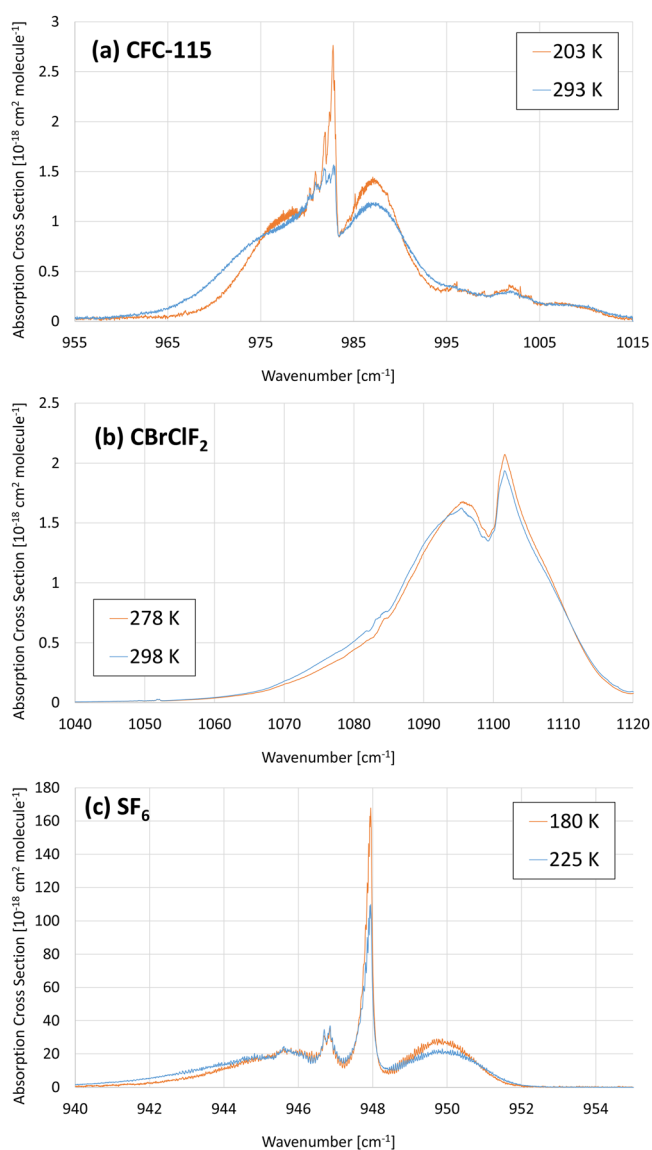 (a) CFC-115
203 K
293 K
Absorption Cross Section [10⁻¹⁸ cm² molecule⁻¹]
3
2.5
2
1.5
1
0.5
0
955 965 975 985 995 1005 1015
Wavenumber [cm⁻¹]
(b) CBrClF₂
278 K
298 K
Absorption Cross Section [10⁻¹⁸ cm² molecule⁻¹]
2.5
2
1.5
1
0.5
0
1040 1050 1060 1070 1080 1090 1100 1110 1120
Wavenumber [cm⁻¹]
(c) SF₆
180 K
225 K
Absorption Cross Section [10⁻¹⁸ cm² molecule⁻¹]
180
160
140
120
100
80
60
40
20
0
940 942 944 946 948 950 952 954
Wavenumber [cm⁻¹]